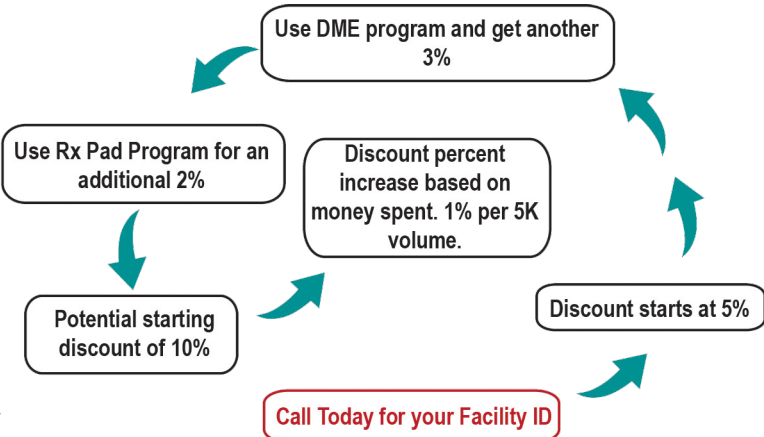 Use DME program and get another
3%
Use Rx Pad Program for an
additional 2%
Discount percent
increase based on
money spent. 1% per 5K
volume.
Potential starting
discount of 10%
Discount starts at 5%
Call Today for your Facility ID